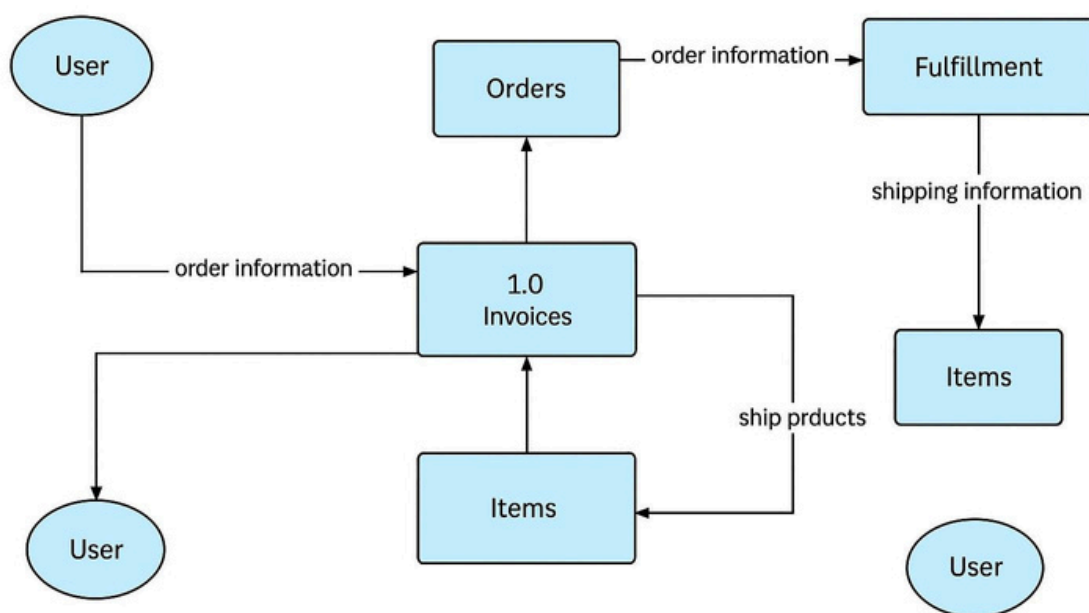 User
Orders
order information
Fulfillment
shipping information
order information
1.0
Invoices
Items
ship prducts
Items
User
User